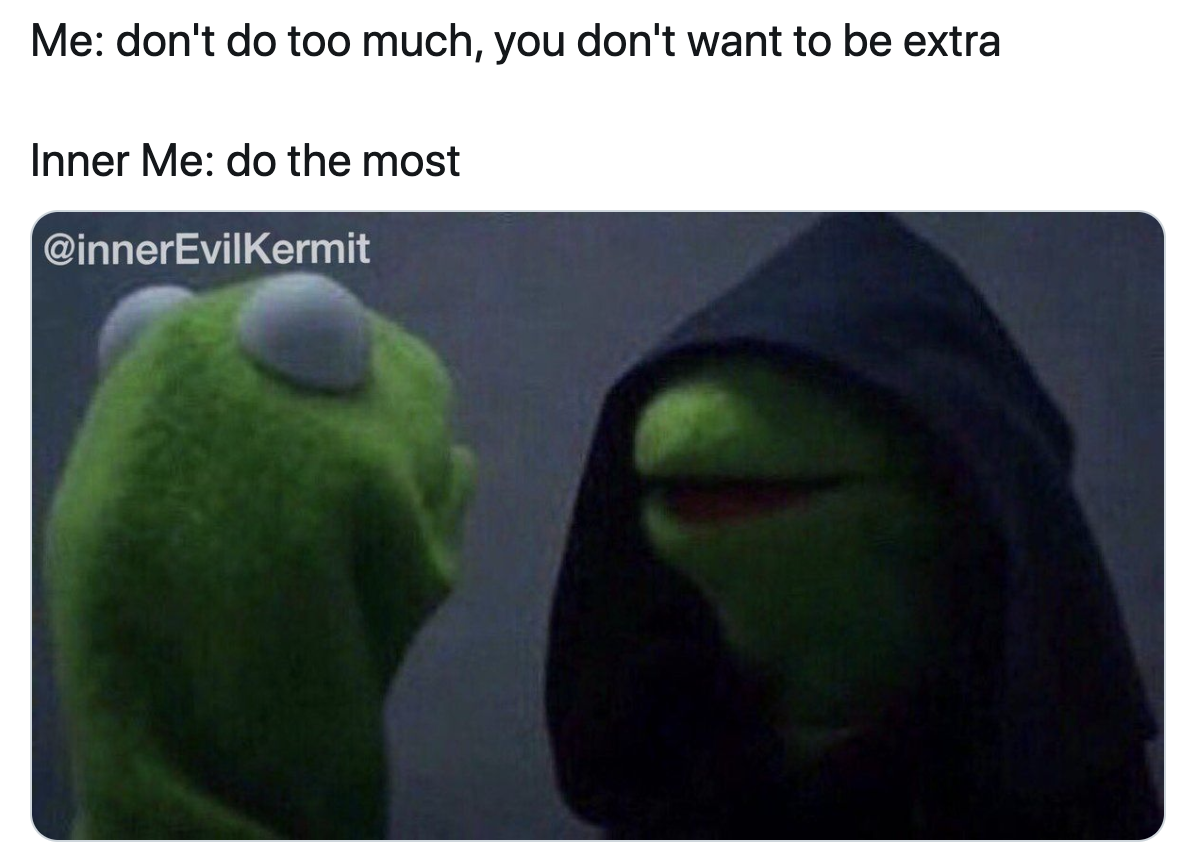 Me: don't do too much, you don't want to be extra
Inner Me: do the most
@innerEvilKermit